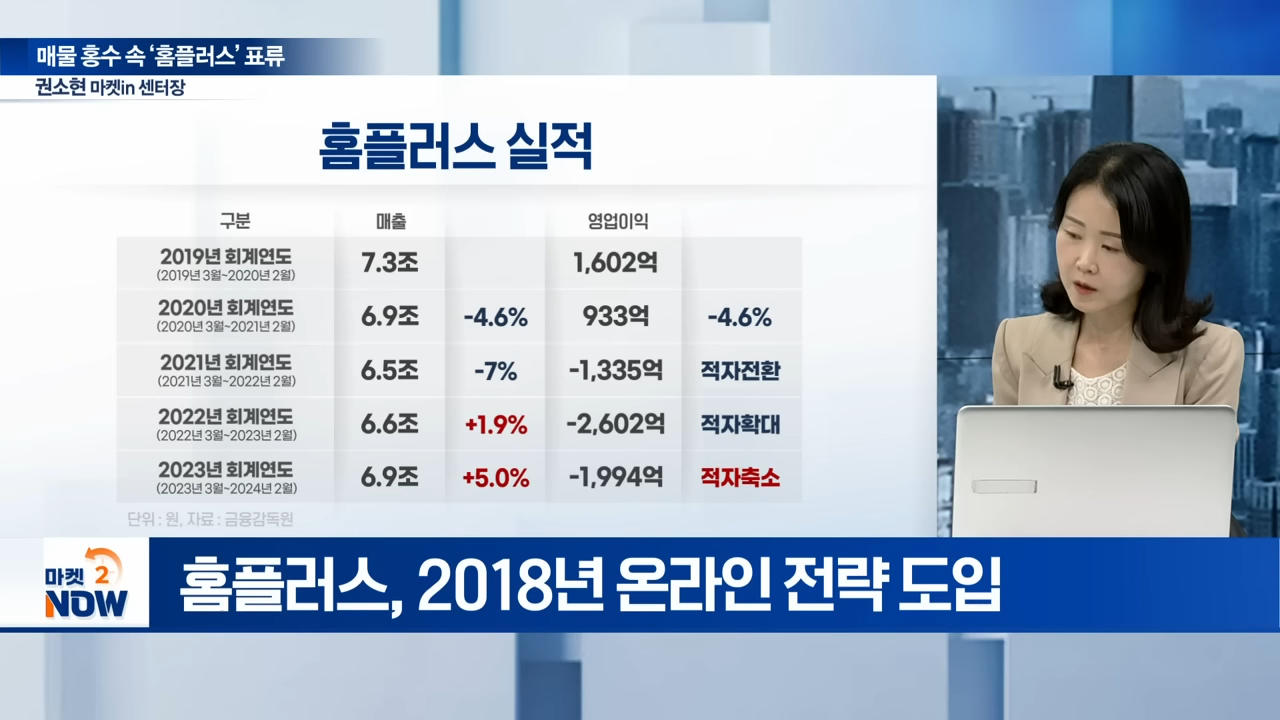 매물 홍수 속 ‘홈플러스’ 표류
권소현 마켓in 센터장
홈플러스 실적
구분 매출 영업이익
2019년 회계연도 7.3조 1,602억
(2019년 3월~2020년 2월)
2020년 회계연도 6.9조 -4.6% 933억 -4.6%
(2020년 3월~2021년 2월)
2021년 회계연도 6.5조 -7% -1,335억 적자전환
(2021년 3월~2022년 2월)
2022년 회계연도 6.6조 +1.9% -2,602억 적자확대
(2022년 3월~2023년 2월)
2023년 회계연도 6.9조 +5.0% -1,994억 적자축소
(2023년 3월~2024년 2월)
단위 : 원, 자료 : 금융감독원
마켓 2
NOW
홈플러스, 2018년 온라인 전략 도입